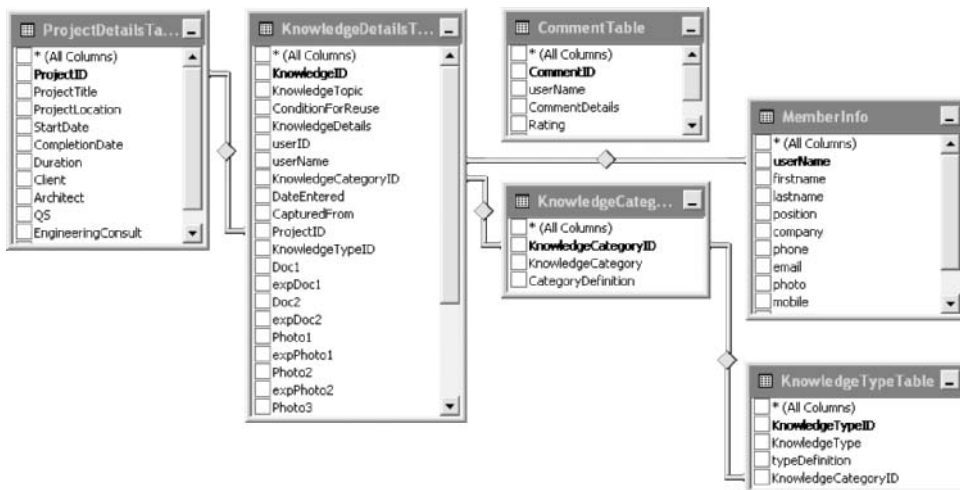 ProjectDetailsTa...
* (All Columns)
ProjectID
ProjectTitle
ProjectLocation
StartDate
CompletionDate
Duration
Client
Architect
QS
EngineeringConsult
KnowledgeDetailsT...
* (All Columns)
KnowledgeID
KnowledgeTopic
ConditionForReuse
KnowledgeDetails
userID
userName
KnowledgeCategoryID
DateEntered
CapturedFrom
ProjectID
KnowledgeTypeID
Doc1
expDoc1
Doc2
expDoc2
Photo1
expPhoto1
Photo2
expPhoto2
Photo3
CommentTable
* (All Columns)
CommentID
userName
CommentDetails
Rating
KnowledgeCateg...
* (All Columns)
KnowledgeCategoryID
KnowledgeCategory
CategoryDefinition
MemberInfo
* (All Columns)
userName
firstname
lastname
position
company
phone
email
photo
mobile
KnowledgeTypeTable
* (All Columns)
KnowledgeTypeID
KnowledgeType
typeDefinition
KnowledgeCategoryID